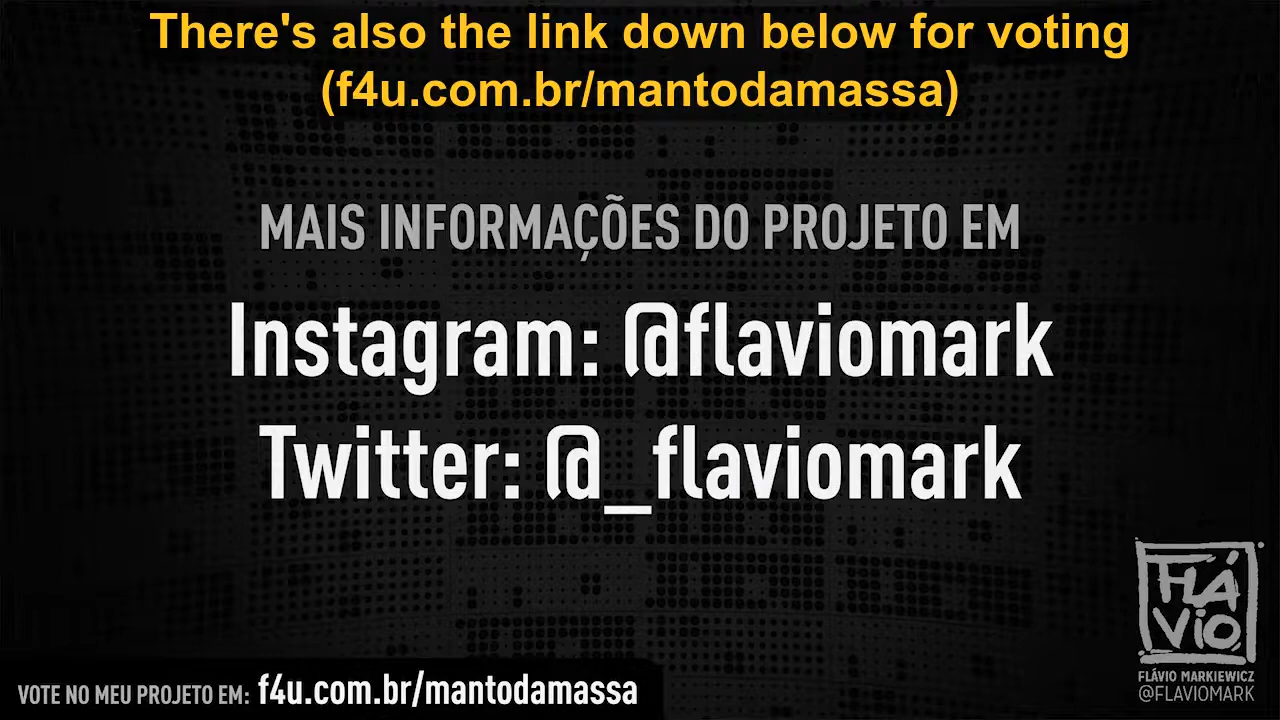 There's also the link down below for voting
(f4u.com.br/mantodamassa)
MAIS INFORMAÇÕES DO PROJETO EM
Instagram: @flaviomark
Twitter: @_flaviomark
FLÁ
ViO
FLÁVIO MARKIEWICZ
@FLAVIOMARK
VOTE NO MEU PROJETO EM: f4u.com.br/mantodamassa